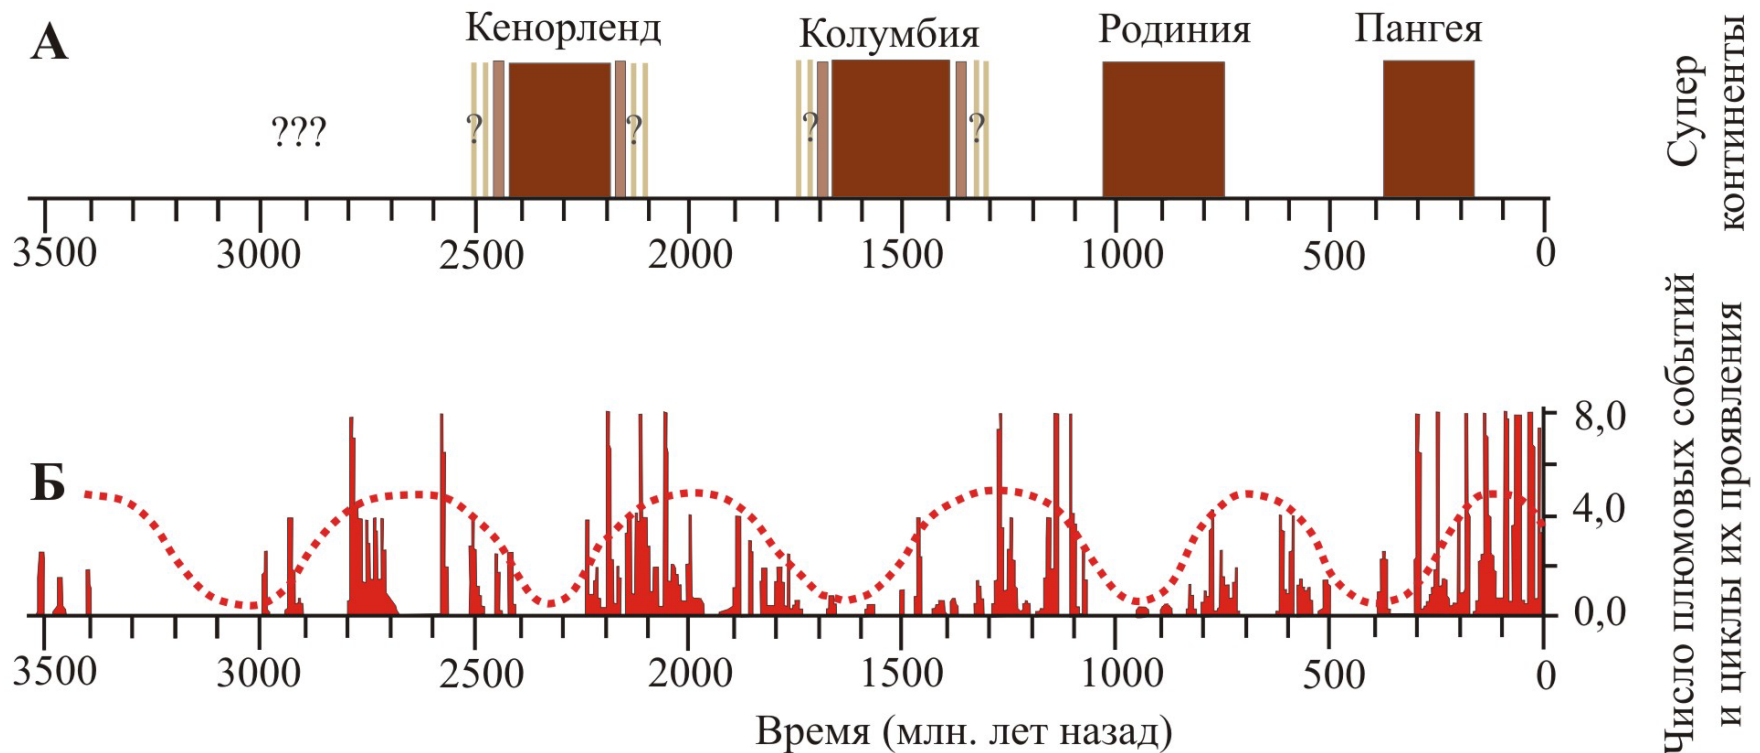 А
Кенорленд
Колумбия
Родиния
Пангея
???
?
?
?
?
3500
3000
2500
2000
1500
1000
500
0
Супер
континенты
Б
8,0
4,0
0,0
3500
3000
2500
2000
1500
1000
500
0
Время (млн. лет назад)
Число плюмовых событий
и циклы их проявления